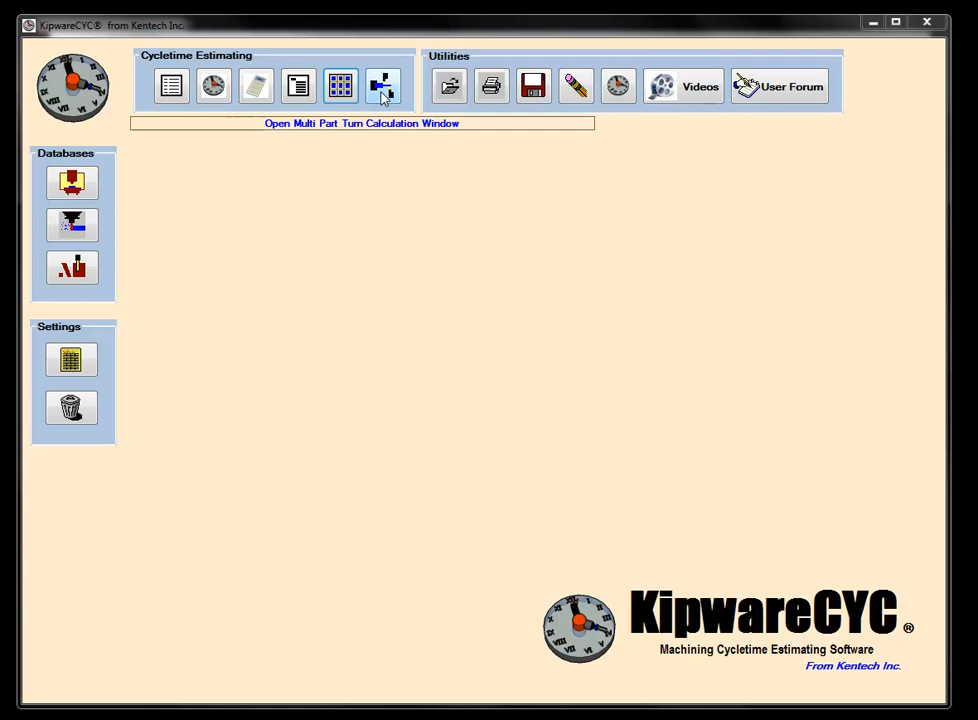 KipwareCYC® from Kentech Inc.
Cycletime Estimating
Utilities
Videos
User Forum
Open Multi Part Turn Calculation Window
Databases
Settings
KipwareCYC®
Machining Cycletime Estimating Software
From Kentech Inc.